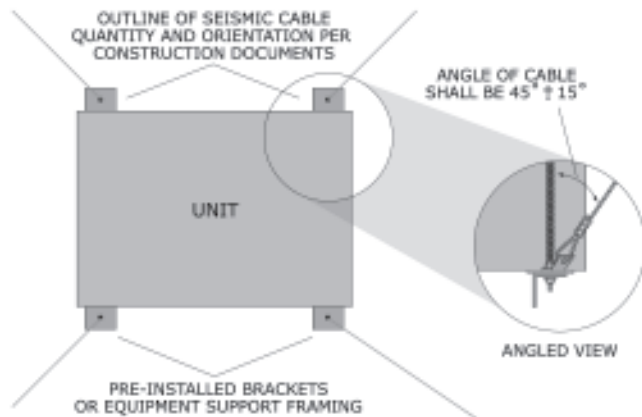 OUTLINE OF SEISMIC CABLE
QUANTITY AND ORIENTATION PER
CONSTRUCTION DOCUMENTS
ANGLE OF CABLE
SHALL BE 45° ± 15°
UNIT
ANGLED VIEW
PRE-INSTALLED BRACKETS
OR EQUIPMENT SUPPORT FRAMING